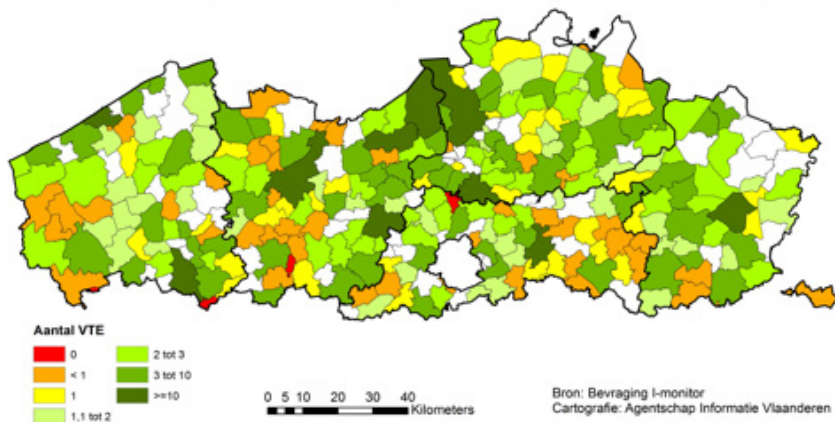 Aantal VTE
0
< 1
1
1,1 tot 2
2 tot 3
3 tot 10
>=10
0 5 10 20 30 40
Kilometers
Bron: Bevraging I-monitor
Cartografie: Agentschap Informatie Vlaanderen